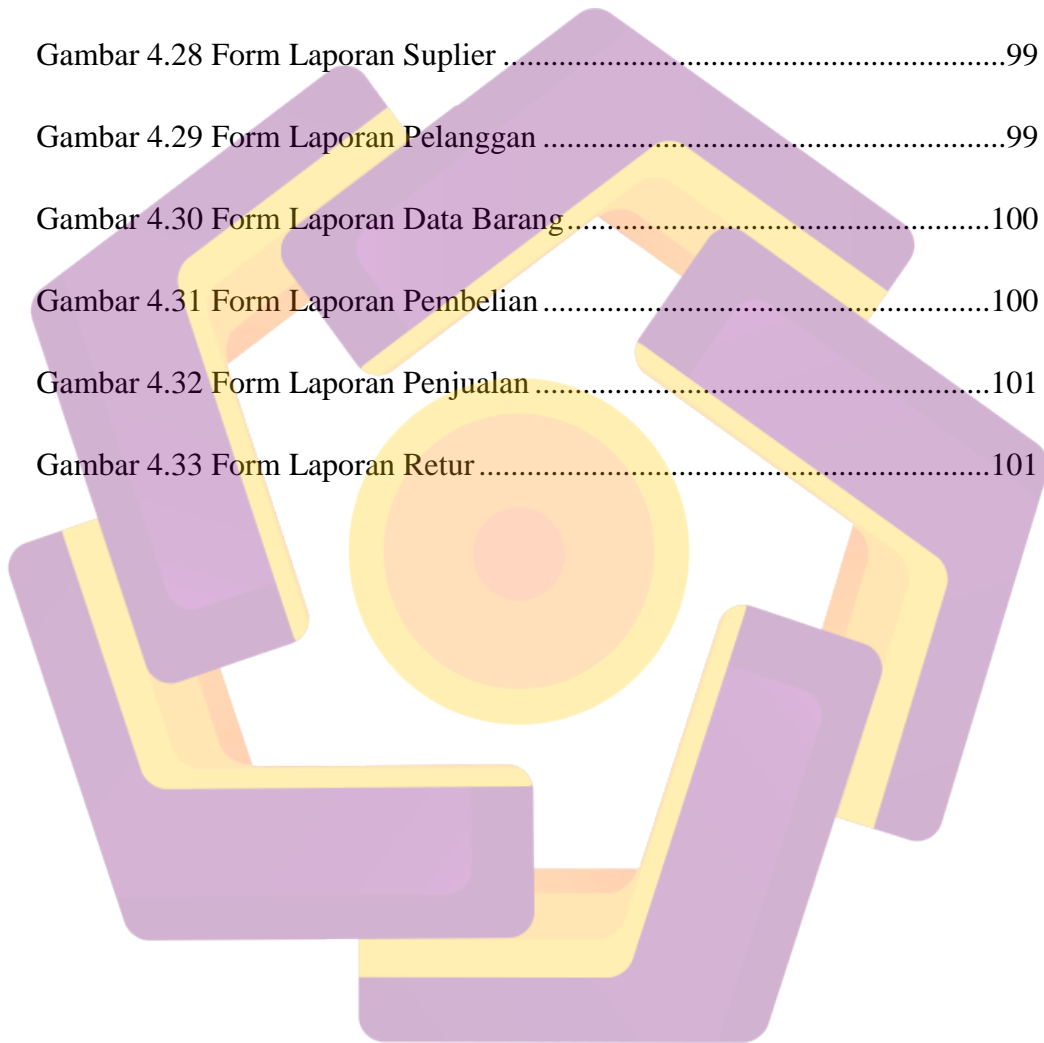 Gambar 4.28 Form Laporan Suplier ................................................................99
Gambar 4.29 Form Laporan Pelanggan ...........................................................99
Gambar 4.30 Form Laporan Data Barang......................................................100
Gambar 4.31 Form Laporan Pembelian .........................................................100
Gambar 4.32 Form Laporan Penjualan...........................................................101
Gambar 4.33 Form Laporan Retur .................................................................101